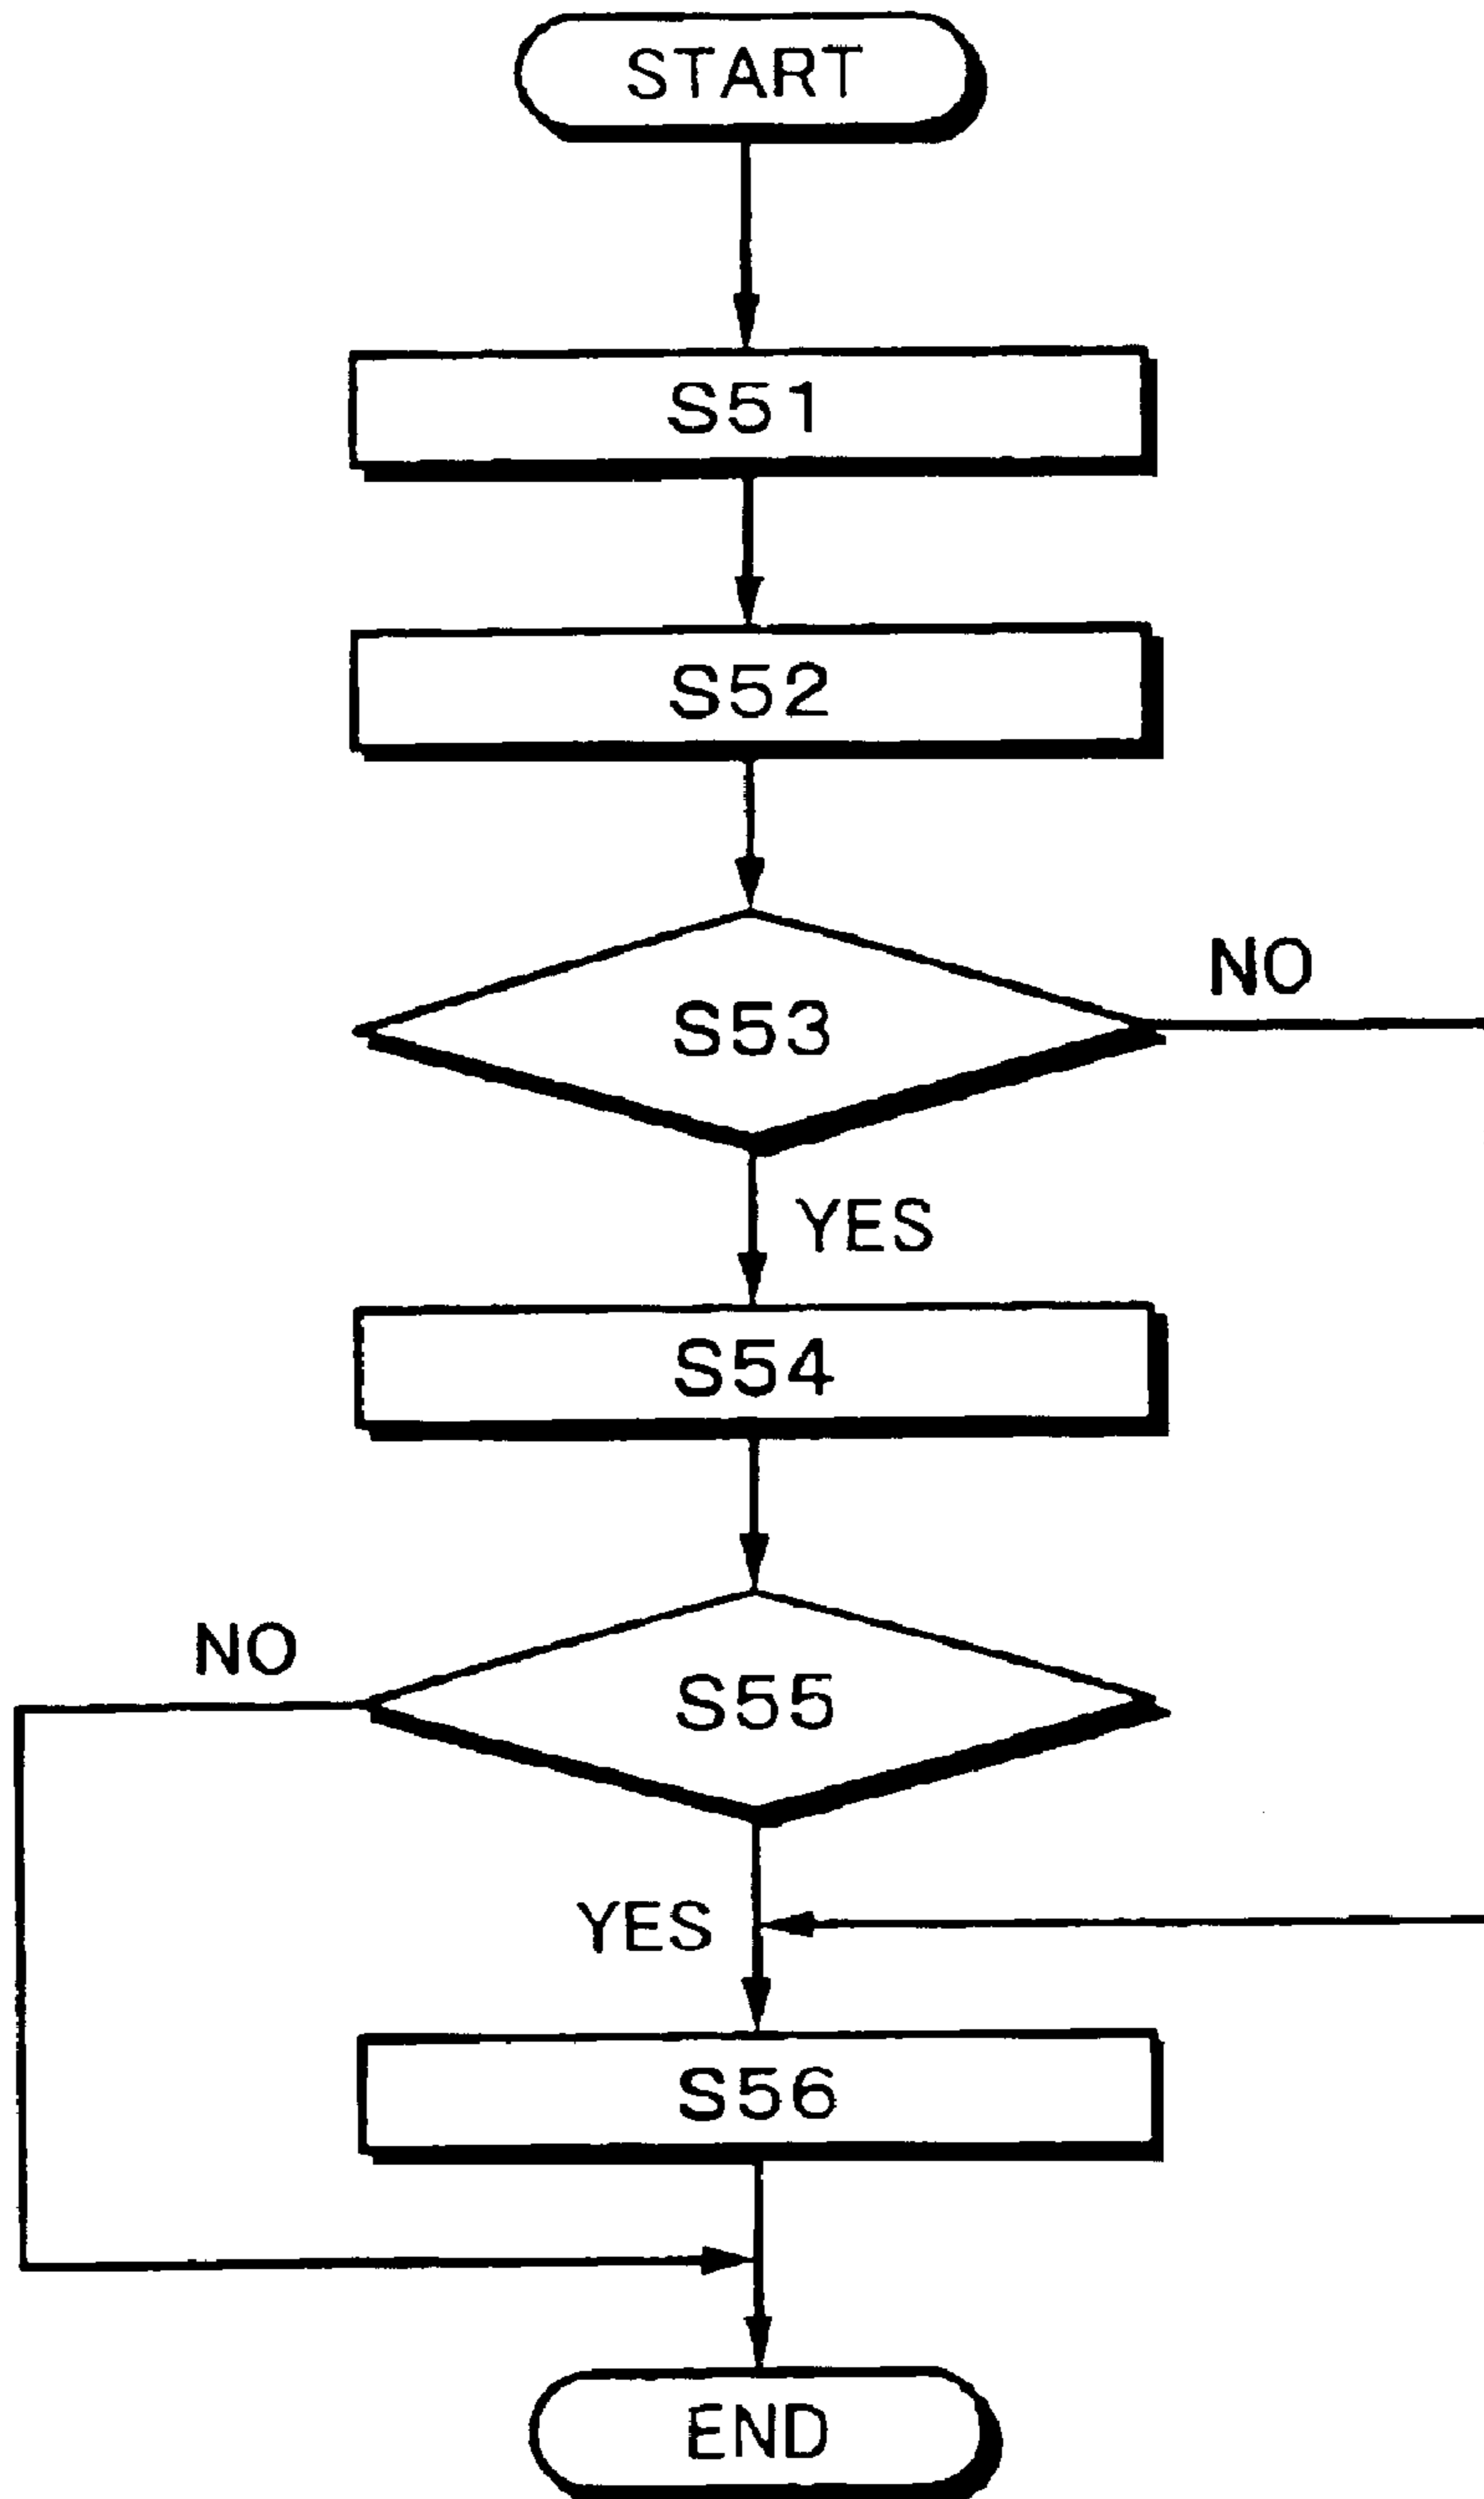 START
S51
S52
S53
NO
YES
S54
NO
S55
YES
S56
END